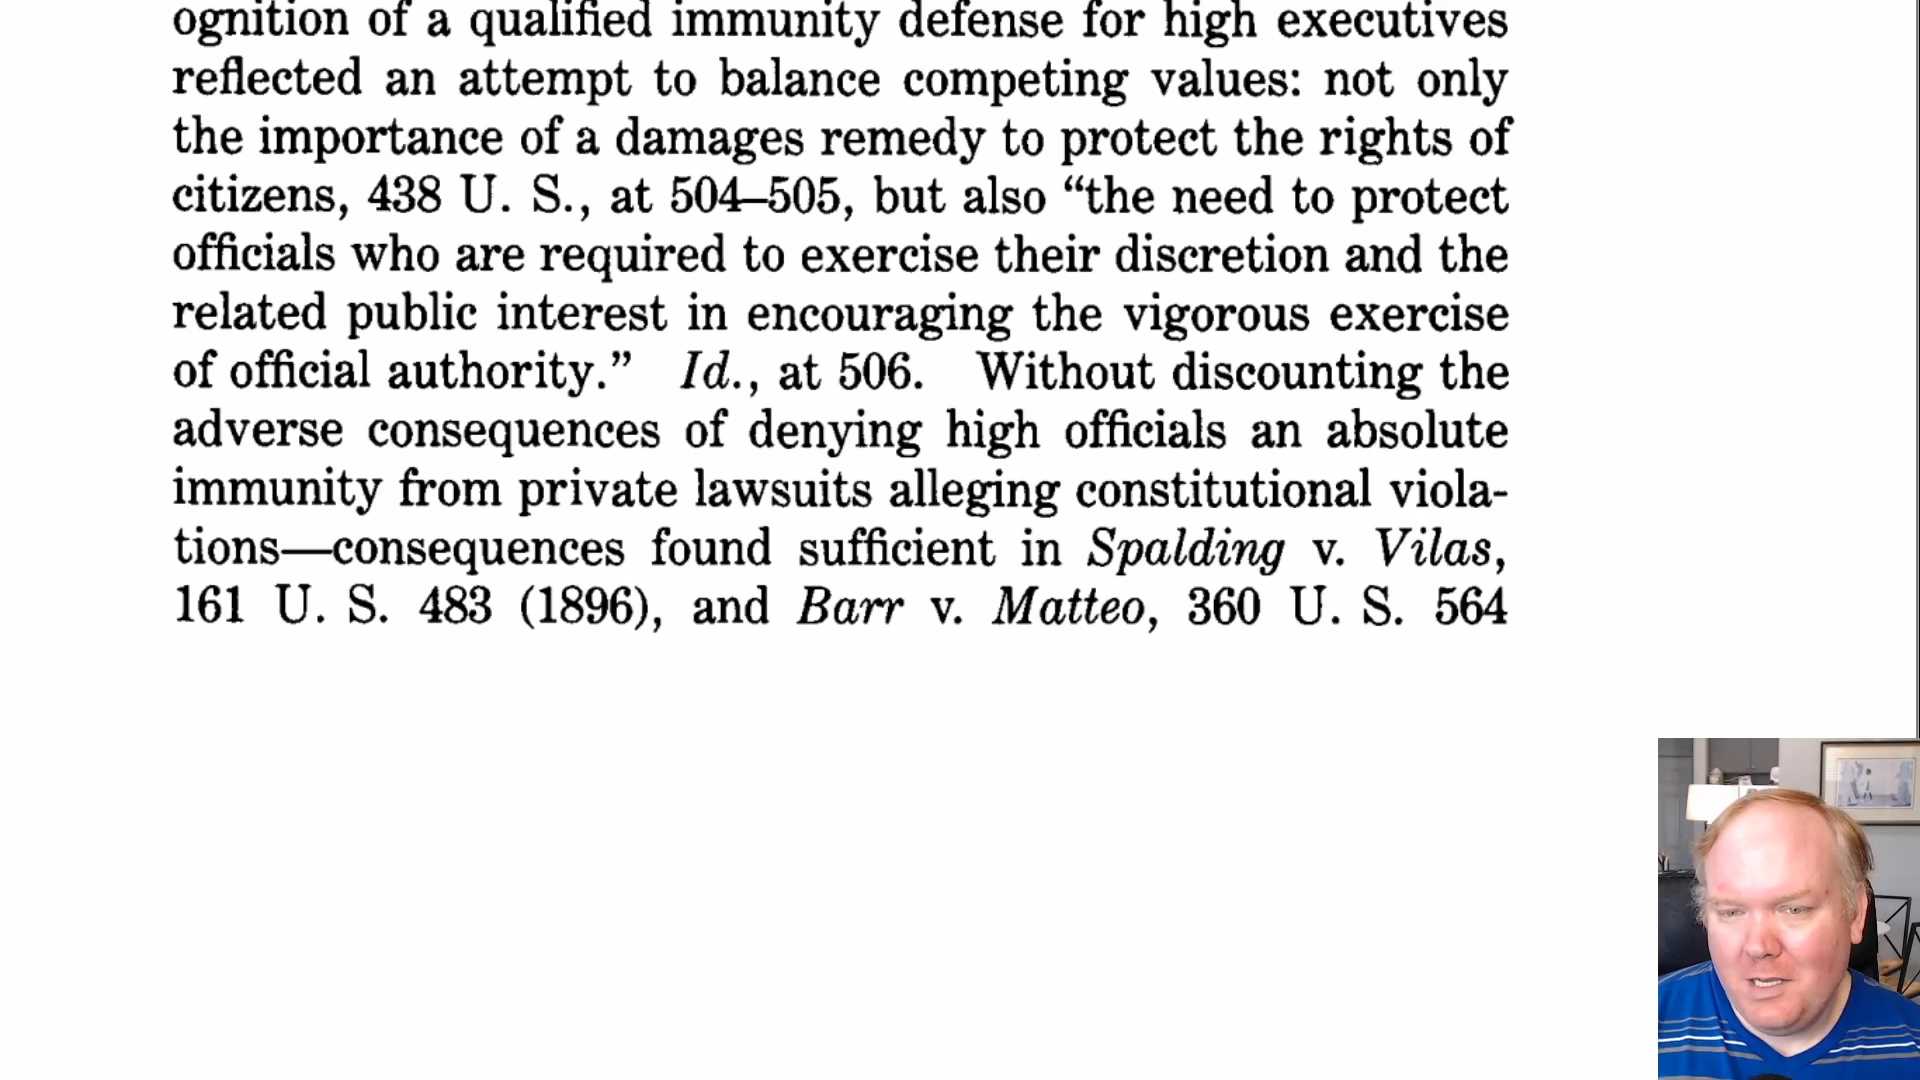 ognition of a qualified immunity defense for high executives
reflected an attempt to balance competing values: not only
the importance of a damages remedy to protect the rights of
citizens, 438 U. S., at 504–505, but also “the need to protect
officials who are required to exercise their discretion and the
related public interest in encouraging the vigorous exercise
of official authority.” Id., at 506. Without discounting the
adverse consequences of denying high officials an absolute
immunity from private lawsuits alleging constitutional viola-
tions—consequences found sufficient in Spalding v. Vilas,
161 U. S. 483 (1896), and Barr v. Matteo, 360 U. S. 564